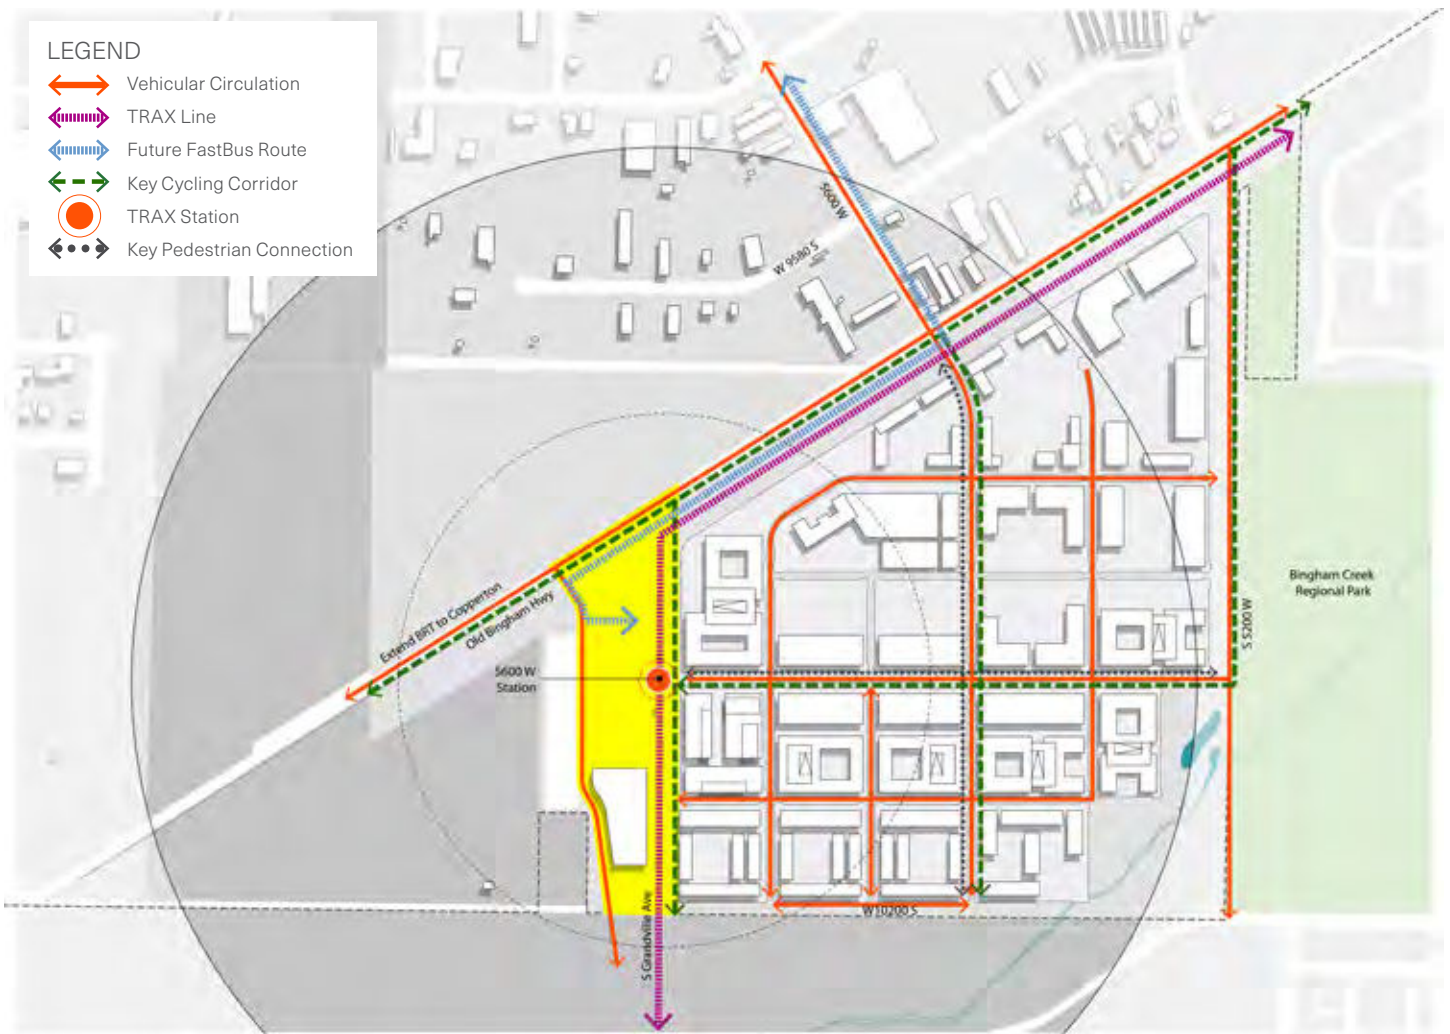 LEGEND
Vehicular Circulation
TRAX Line
Future FastBus Route
Key Cycling Corridor
TRAX Station
Key Pedestrian Connection
5600 W
W 9580 S
Extend BRT to Copperton
Old Bingham Hwy
5600 W
Station
Bingham Creek
Regional Park
S 5200 W
W10200 S
S Grandville Ave